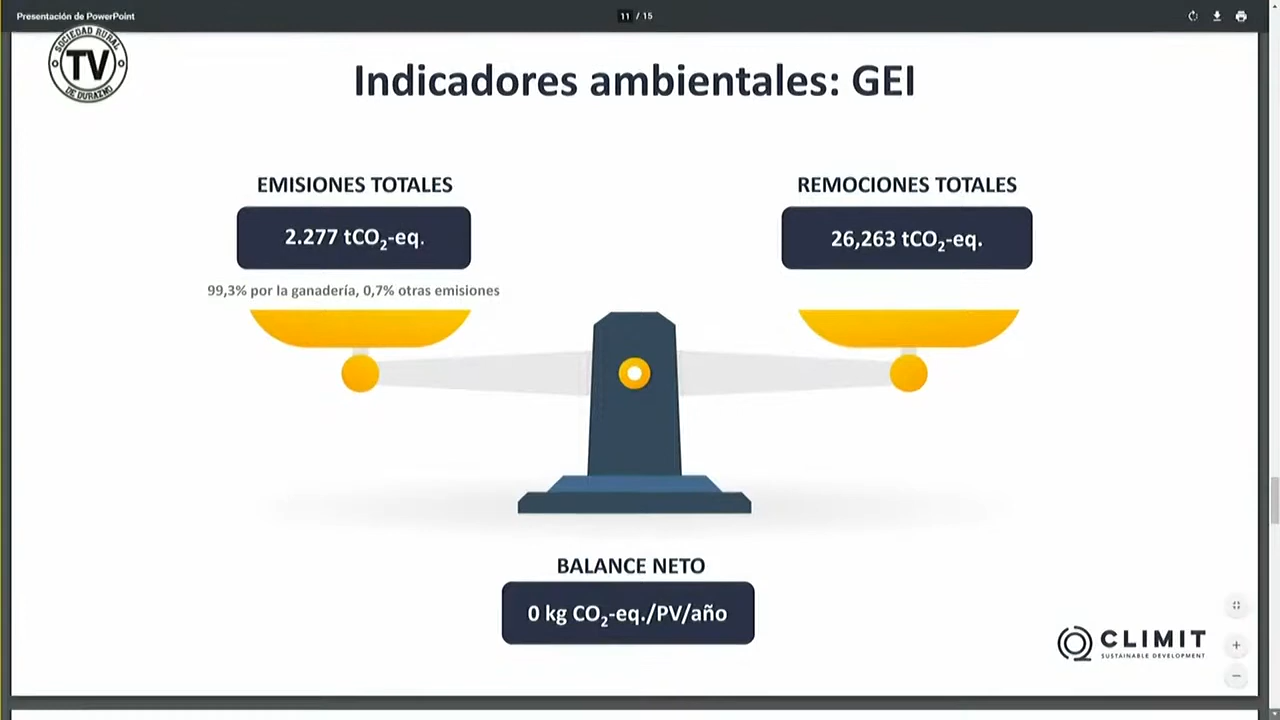 Presentación de PowerPoint
11 / 15
SOCIEDAD RURAL
TV
DE DURAZNO
Indicadores ambientales: GEI
EMISIONES TOTALES
2.277 tCO₂-eq.
99,3% por la ganadería, 0,7% otras emisiones
REMOCIONES TOTALES
26,263 tCO₂-eq.
BALANCE NETO
0 kg CO₂-eq./PV/año
CLIMIT
SUSTAINABLE DEVELOPMENT